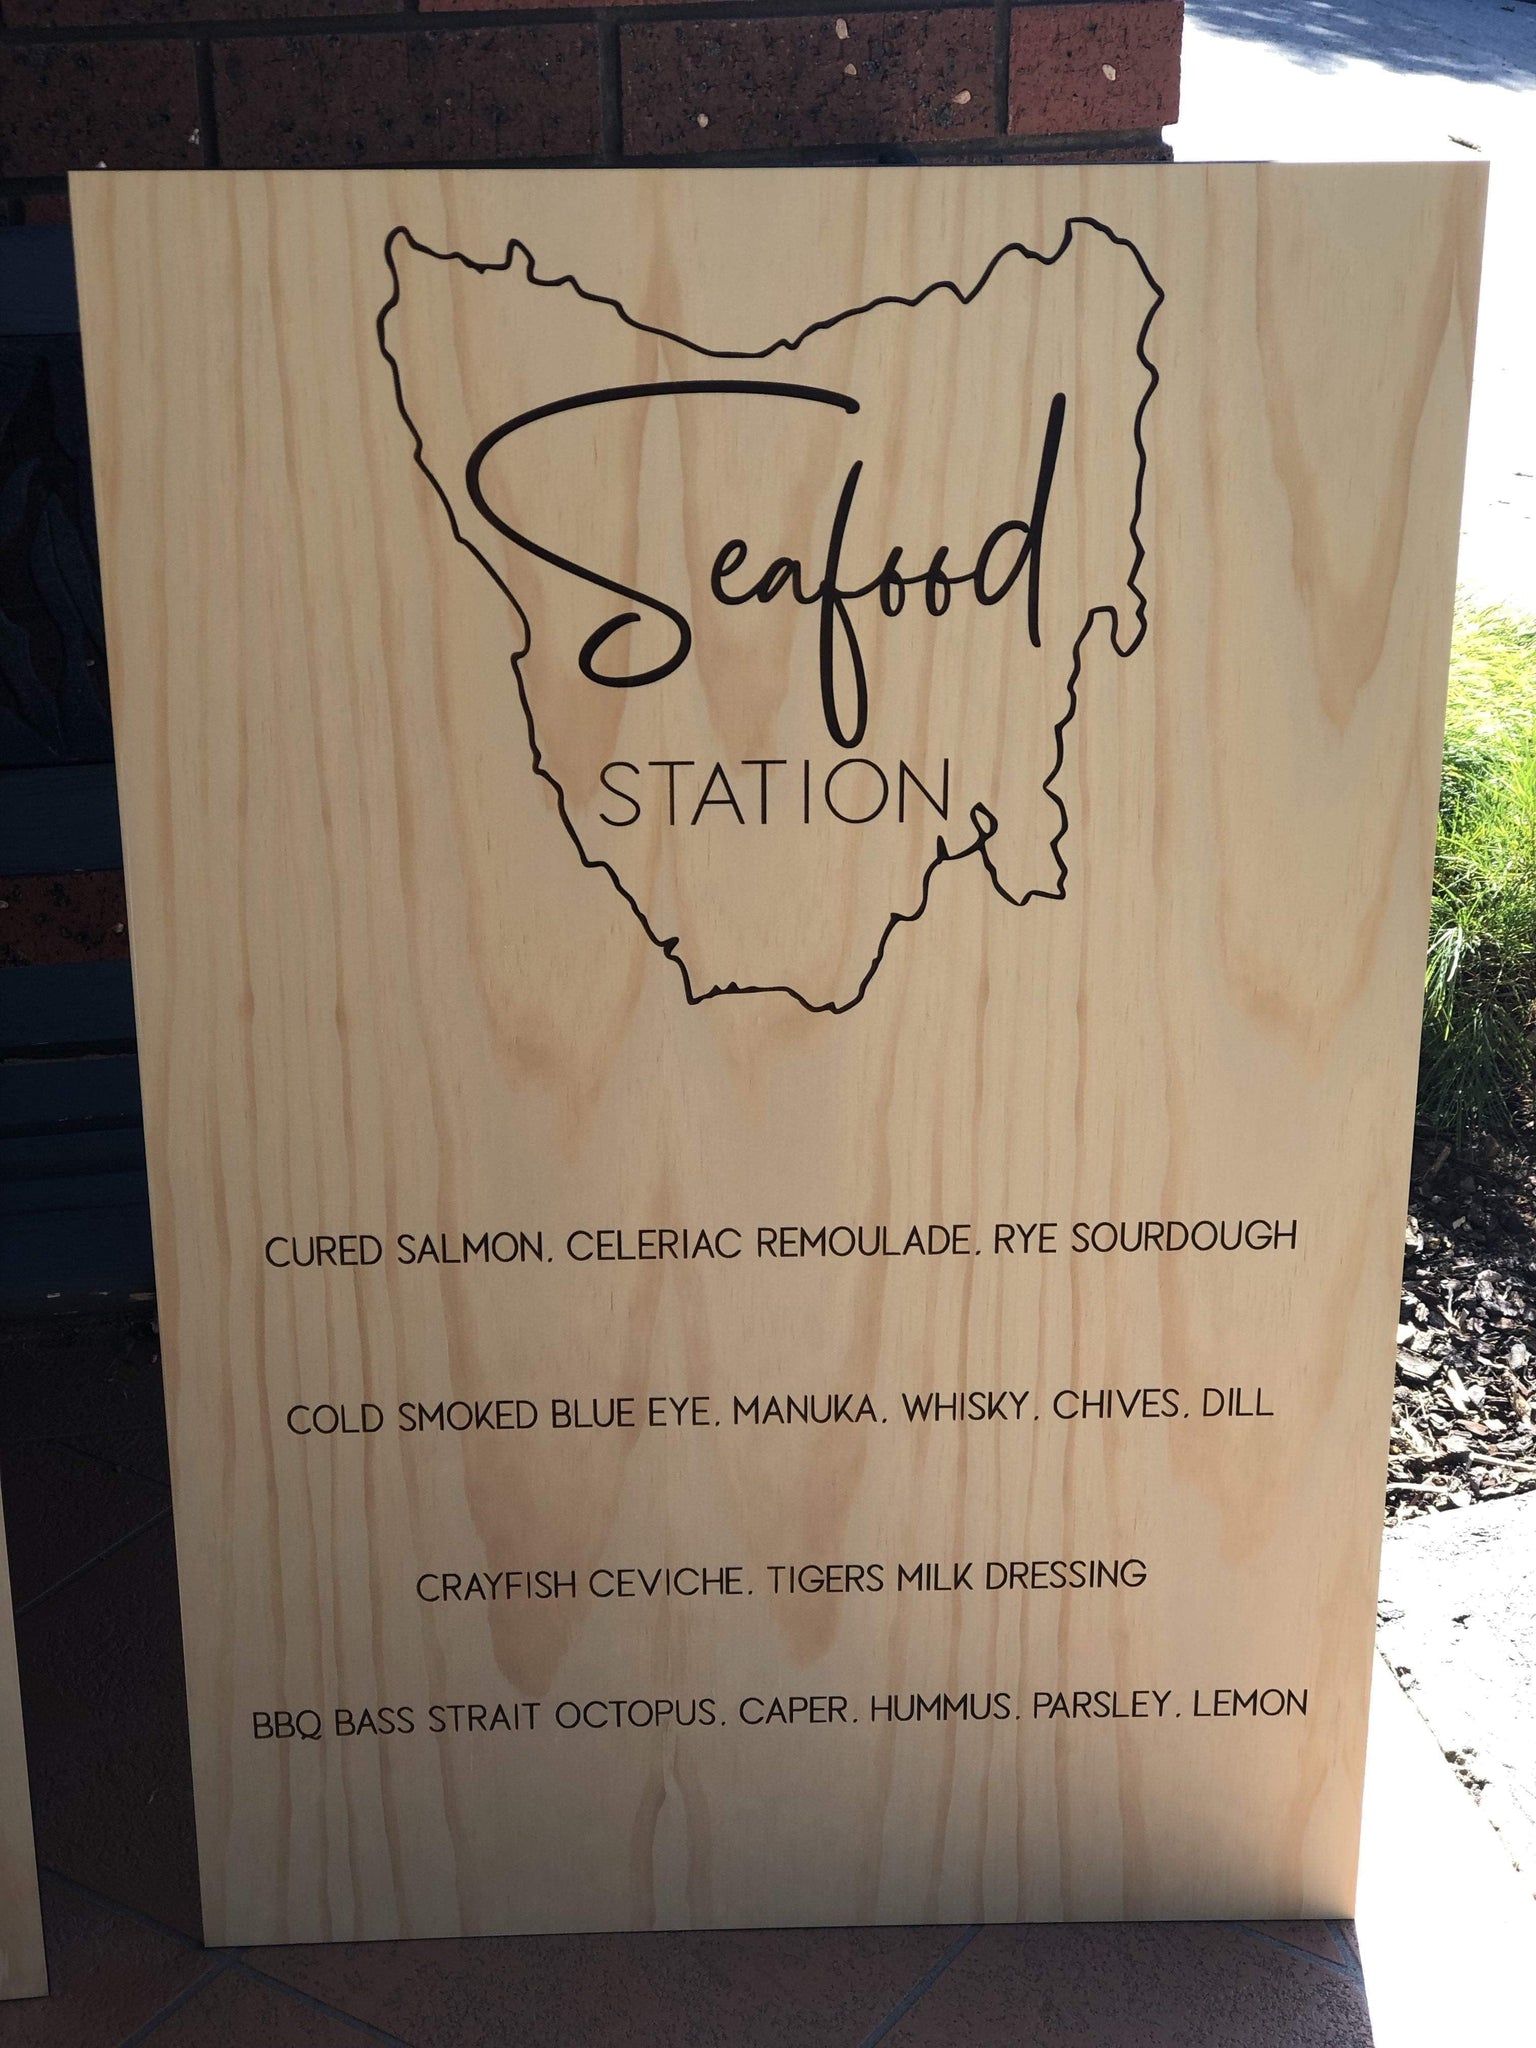 Seafood
STATION
CURED SALMON, CELERIAC REMOULADE, RYE SOURDOUGH
COLD SMOKED BLUE EYE, MANUKA, WHISKY, CHIVES, DILL
CRAYFISH CEVICHE, TIGERS MILK DRESSING
BBQ BASS STRAIT OCTOPUS, CAPER, HUMMUS, PARSLEY, LEMON